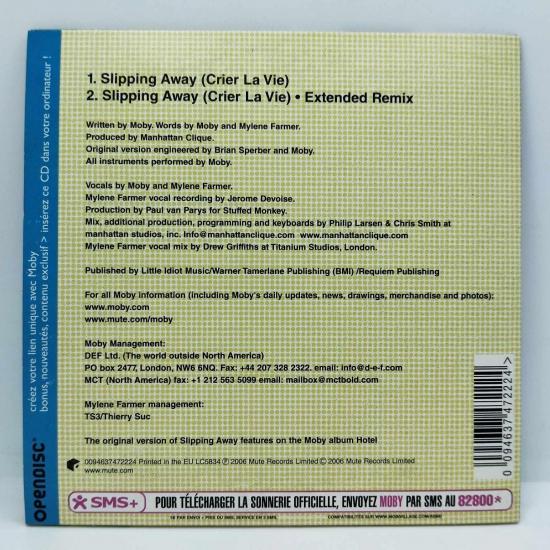 1. Slipping Away (Crier La Vie)
2. Slipping Away (Crier La Vie) • Extended Remix
Written by Moby. Words by Moby and Mylene Farmer.
Produced by Manhattan Clique.
Original version engineered by Brian Sperber and Moby.
All instruments performed by Moby.
Vocals by Moby and Mylene Farmer.
Mylene Farmer vocal recording by Jerome Devoise.
Production by Paul van Parys for Stuffed Monkey.
Mix, additional production, programming and keyboards by Philip Larsen & Chris Smith at
manhattan studios, inc. Info@manhattanclique.com www.manhattanclique.com
Mylene Farmer vocal mix by Drew Griffiths at Titanium Studios, London.
Published by Little Idiot Music/Warner Tamerlane Publishing (BMI) /Requiem Publishing
For all Moby information (including Moby's daily updates, news, drawings, merchandise and photos):
www.moby.com
www.mute.com/moby
Moby Management:
DEF Ltd. (The world outside North America)
PO box 2477, London, NW6 6NQ. Fax: +44 207 328 2322. email: info@d-e-f.com
MCT (North America) fax: +1 212 563 5099 email: mailbox@mctbold.com
Mylene Farmer management:
TS3/Thierry Suc
The original version of Slipping Away features on the Moby album Hotel
0094637472224 Printed in the EU LC5834 ℗ 2006 Mute Records Limited © 2006 Mute Records Limited
www.mute.com
SMS+ POUR TÉLÉCHARGER LA SONNERIE OFFICIELLE, ENVOYEZ MOBY PAR SMS AU 82800*
créez votre lien unique avec Moby
bonus, nouveautés, contenu exclusif > insérez ce CD dans votre ordinateur !
OPENDISC
0 094637 472224 >